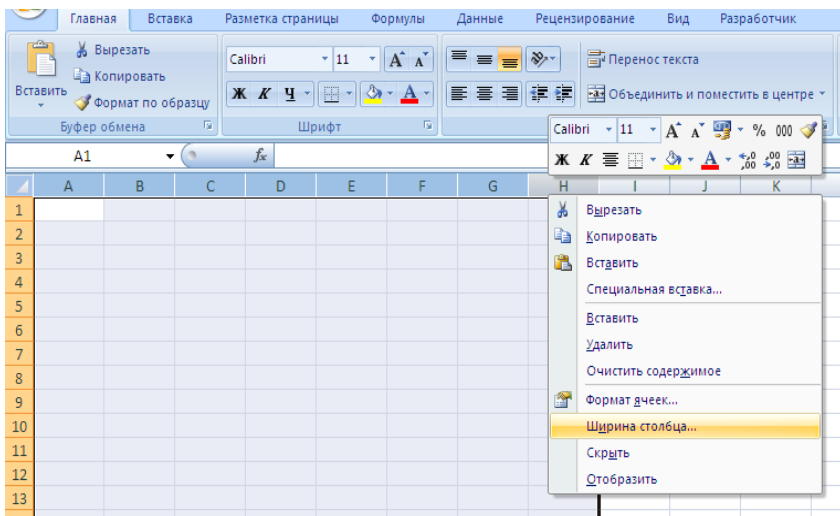 Главная Вставка Разметка страницы Формулы Данные Рецензирование Вид Разработчик
Вставить
Вырезать
Копировать
Формат по образцу
Буфер обмена
Calibri 11 A A
Ж К Ч A
Шрифт
Перенос текста
Объединить и поместить в центре
Calibri 11 A A % 000
Ж К A ,00 ,00
A1 fx
A B C D E F G H I J K
1
2
3
4
5
6
7
8
9
10
11
12
13
Вырезать
Копировать
Вставить
Специальная вставка...
Вставить
Удалить
Очистить содержимое
Формат ячеек...
Ширина столбца...
Скрыть
Отобразить